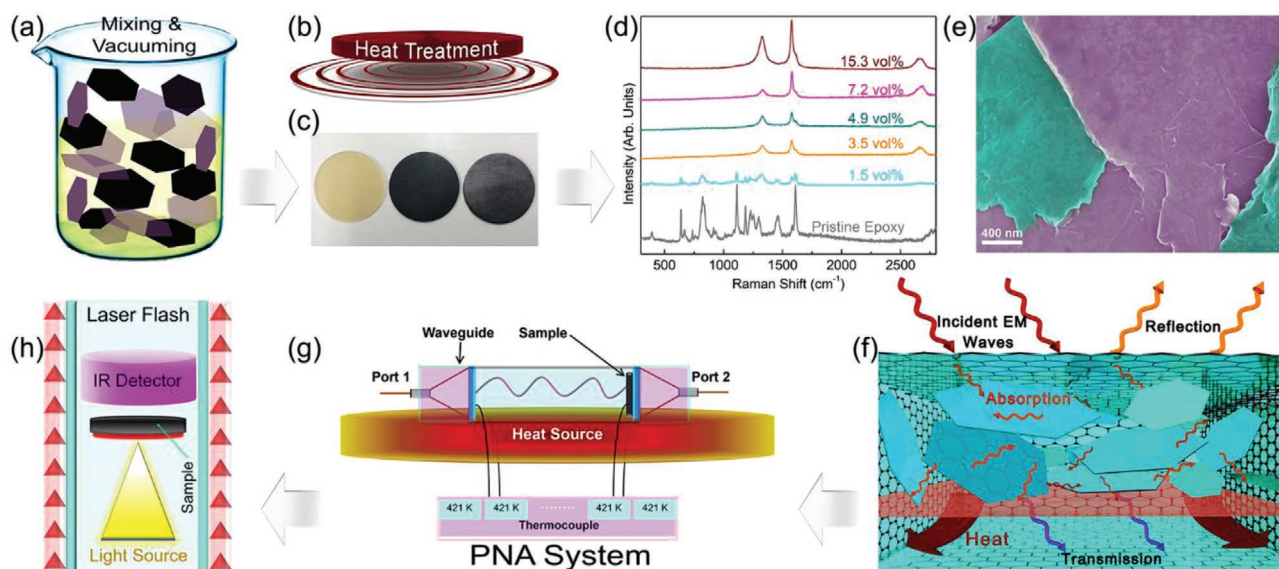 (a)
Mixing &
Vacuuming
(b)
Heat Treatment
(c)
(d)
Intensity (Arb. Units)
15.3 vol%
7.2 vol%
4.9 vol%
3.5 vol%
1.5 vol%
Pristine Epoxy
500 1000 1500 2000 2500
Raman Shift (cm⁻¹)
(e)
400 nm
(h)
Laser Flash
IR Detector
Sample
Light Source
(g)
Waveguide
Sample
Port 1
Port 2
Heat Source
421 K 421 K ........ 421 K 421 K
Thermocouple
PNA System
(f)
Incident EM
Waves
Reflection
Absorption
Heat
Transmission